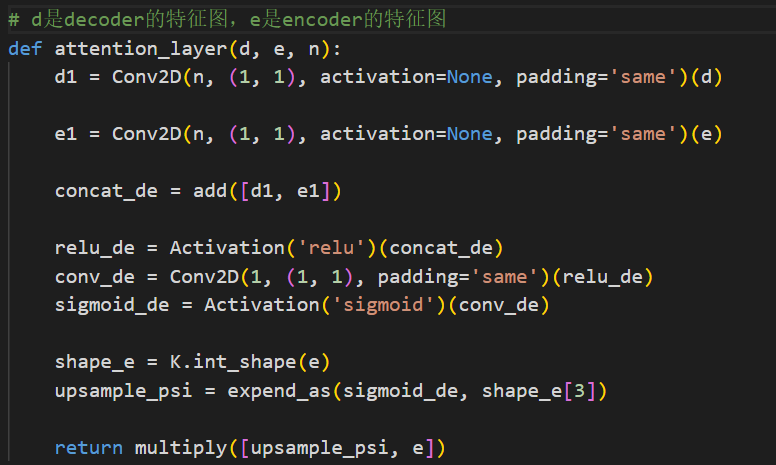 # d是decoder的特征图，e是encoder的特征图
def attention_layer(d, e, n):
    d1 = Conv2D(n, (1, 1), activation=None, padding='same')(d)
    e1 = Conv2D(n, (1, 1), activation=None, padding='same')(e)
    concat_de = add([d1, e1])
    relu_de = Activation('relu')(concat_de)
    conv_de = Conv2D(1, (1, 1), padding='same')(relu_de)
    sigmoid_de = Activation('sigmoid')(conv_de)
    shape_e = K.int_shape(e)
    upsample_psi = expend_as(sigmoid_de, shape_e[3])
    return multiply([upsample_psi, e])